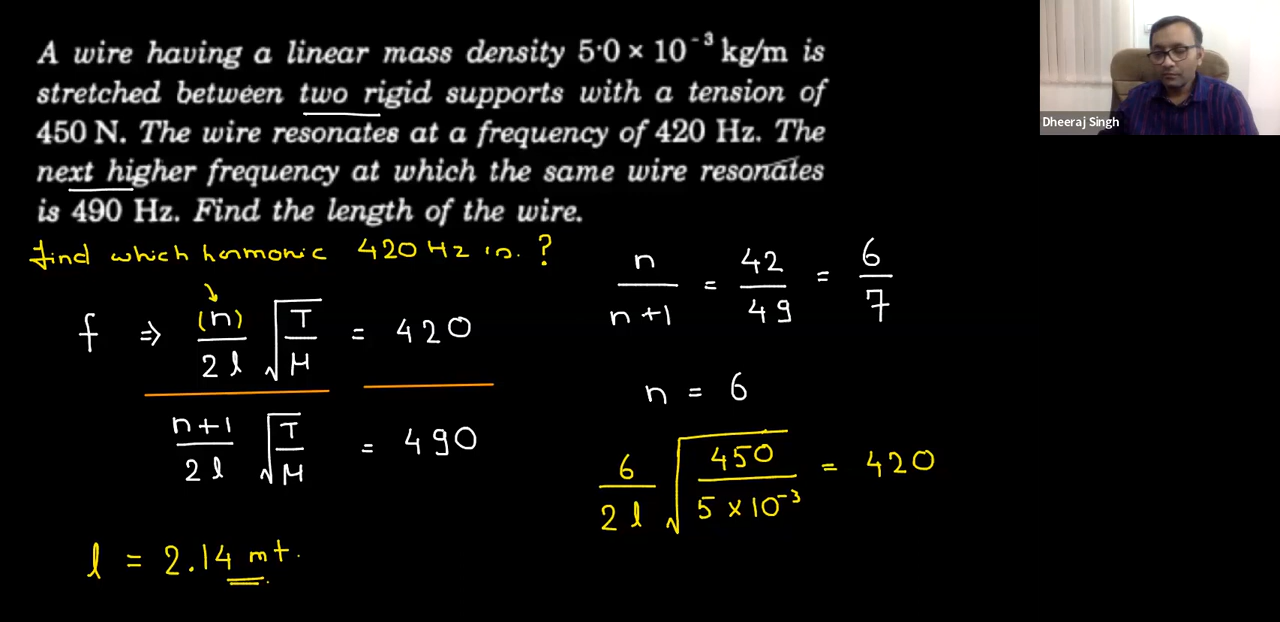 A wire having a linear mass density 5·0 × 10⁻³ kg/m is
stretched between two rigid supports with a tension of
450 N. The wire resonates at a frequency of 420 Hz. The
next higher frequency at which the same wire resonates
is 490 Hz. Find the length of the wire.
Dheeraj Singh
find which harmonic 420 Hz is. ?
f ⇒ (n)/2l √(T/μ) = 420
(n+1)/2l √(T/μ) = 490
l = 2.14 mt.
n/(n+1) = 42/49 = 6/7
n = 6
6/2l √(450/(5 × 10⁻³)) = 420